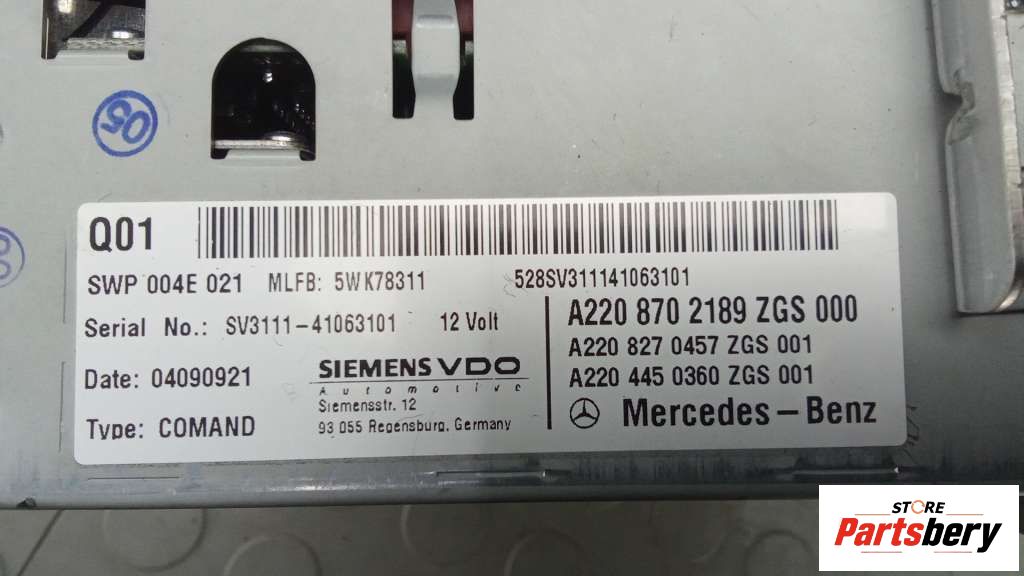 05
Q01
SWP 004E 021 MLFB: 5WK78311 528SV311141063101
Serial No.: SV3111-41063101 12 Volt
Date: 04090921
Type: COMAND
SIEMENS VDO
Automotive
Siemensstr. 12
93 055 Regensburg, Germany
A220 870 2189 ZGS 000
A220 827 0457 ZGS 001
A220 445 0360 ZGS 001
Mercedes-Benz
STORE
Partsbery